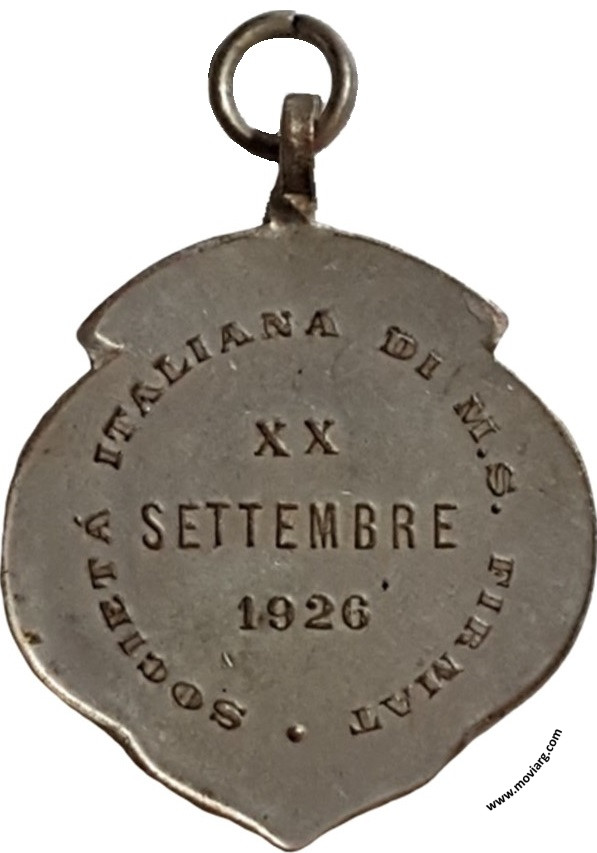 SOCIETÁ ITALIANA DI M.S. FIRMAT
XX
SETTEMBRE
1926
www.moviarg.com